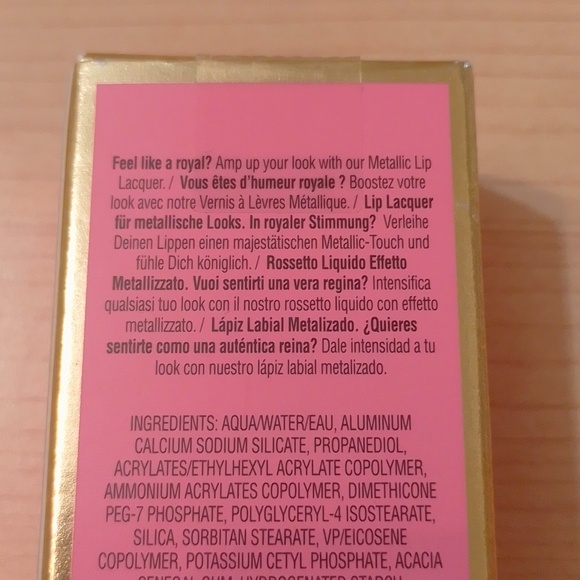 Feel like a royal? Amp up your look with our Metallic Lip
Lacquer. / Vous êtes d'humeur royale ? Boostez votre
look avec notre Vernis à Lèvres Métallique. / Lip Lacquer
für metallische Looks. In royaler Stimmung? Verleihe
Deinen Lippen einen majestätischen Metallic-Touch und
fühle Dich königlich. / Rossetto Liquido Effetto
Metallizzato. Vuoi sentirti una vera regina? Intensifica
qualsiasi tuo look con il nostro rossetto liquido con effetto
metallizzato. / Lápiz Labial Metalizado. ¿Quieres
sentirte como una auténtica reina? Dale intensidad a tu
look con nuestro lápiz labial metalizado.
INGREDIENTS: AQUA/WATER/EAU, ALUMINUM
CALCIUM SODIUM SILICATE, PROPANEDIOL,
ACRYLATES/ETHYLHEXYL ACRYLATE COPOLYMER,
AMMONIUM ACRYLATES COPOLYMER, DIMETHICONE
PEG-7 PHOSPHATE, POLYGLYCERYL-4 ISOSTEARATE,
SILICA, SORBITAN STEARATE, VP/EICOSENE
COPOLYMER, POTASSIUM CETYL PHOSPHATE, ACACIA
SENEGAL GUM, HYDROGENATED STARCH